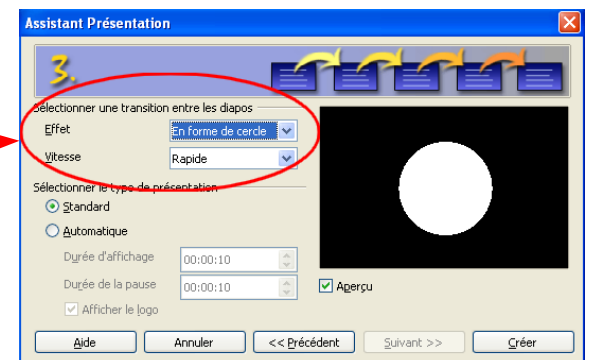 Assistant Présentation
3.
Sélectionner une transition entre les diapos
Effet
En forme de cercle
Vitesse
Rapide
Sélectionner le type de présentation
Standard
Automatique
Durée d'affichage
00:00:10
Durée de la pause
00:00:10
Afficher le logo
Aperçu
Aide
Annuler
<< Précédent
Suivant >>
Créer